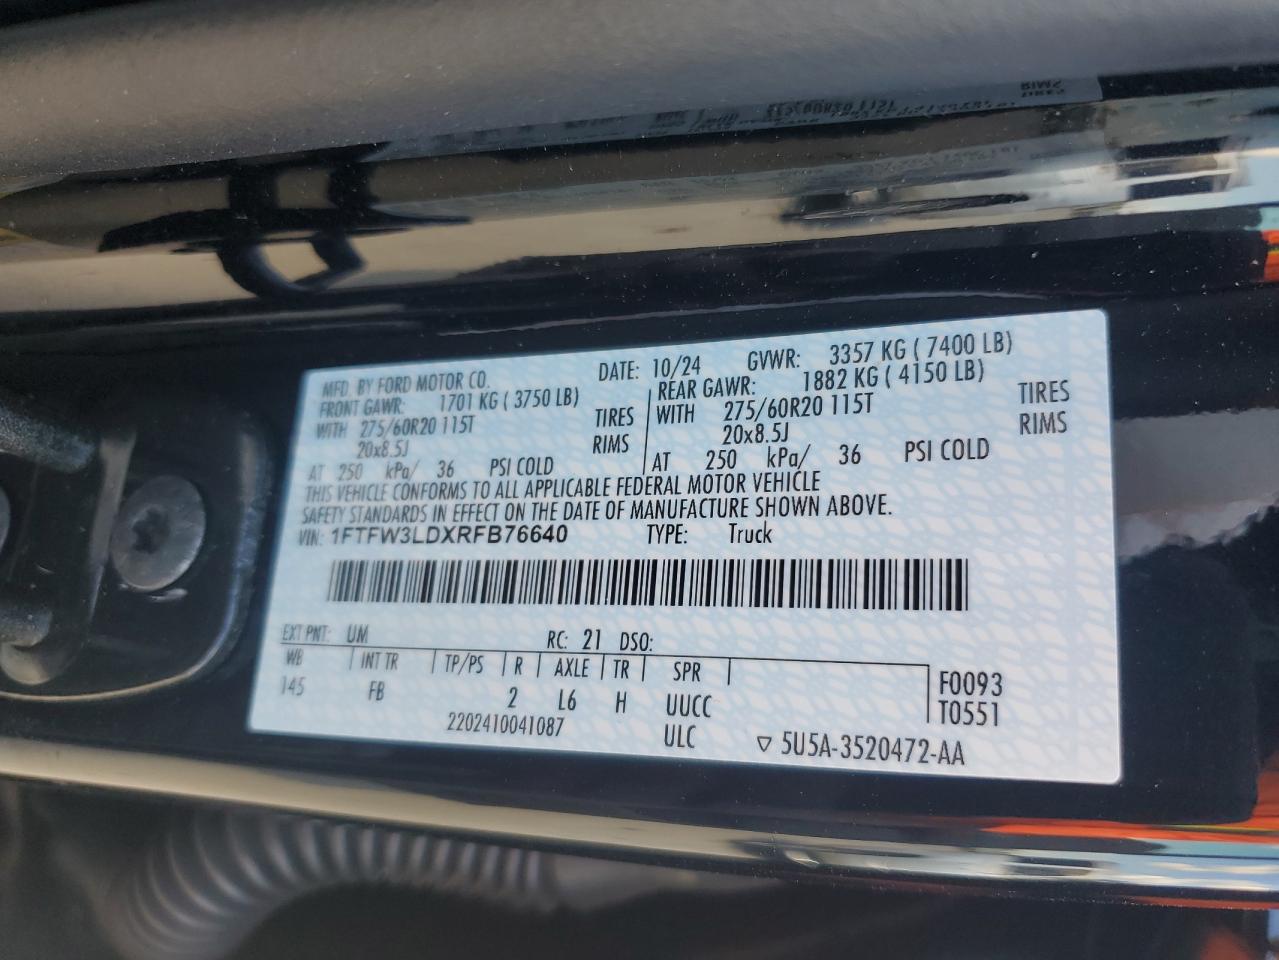 MFD. BY FORD MOTOR CO. DATE: 10/24 GVWR: 3357 KG ( 7400 LB)
FRONT GAWR: 1701 KG ( 3750 LB) REAR GAWR: 1882 KG ( 4150 LB)
WITH 275/60R20 115T TIRES WITH 275/60R20 115T TIRES
20x8.5J RIMS 20x8.5J RIMS
AT 250 kPa/ 36 PSI COLD AT 250 kPa/ 36 PSI COLD
THIS VEHICLE CONFORMS TO ALL APPLICABLE FEDERAL MOTOR VEHICLE
SAFETY STANDARDS IN EFFECT ON THE DATE OF MANUFACTURE SHOWN ABOVE.
VIN: 1FTFW3LDXRFB76640 TYPE: Truck
EXT PNT: UM RC: 21 DSO:
WB INT TR TP/PS R AXLE TR SPR F0093
145 FB 2 L6 H UUCC T0551
2202410041087 ULC ▽ 5U5A-3520472-AA